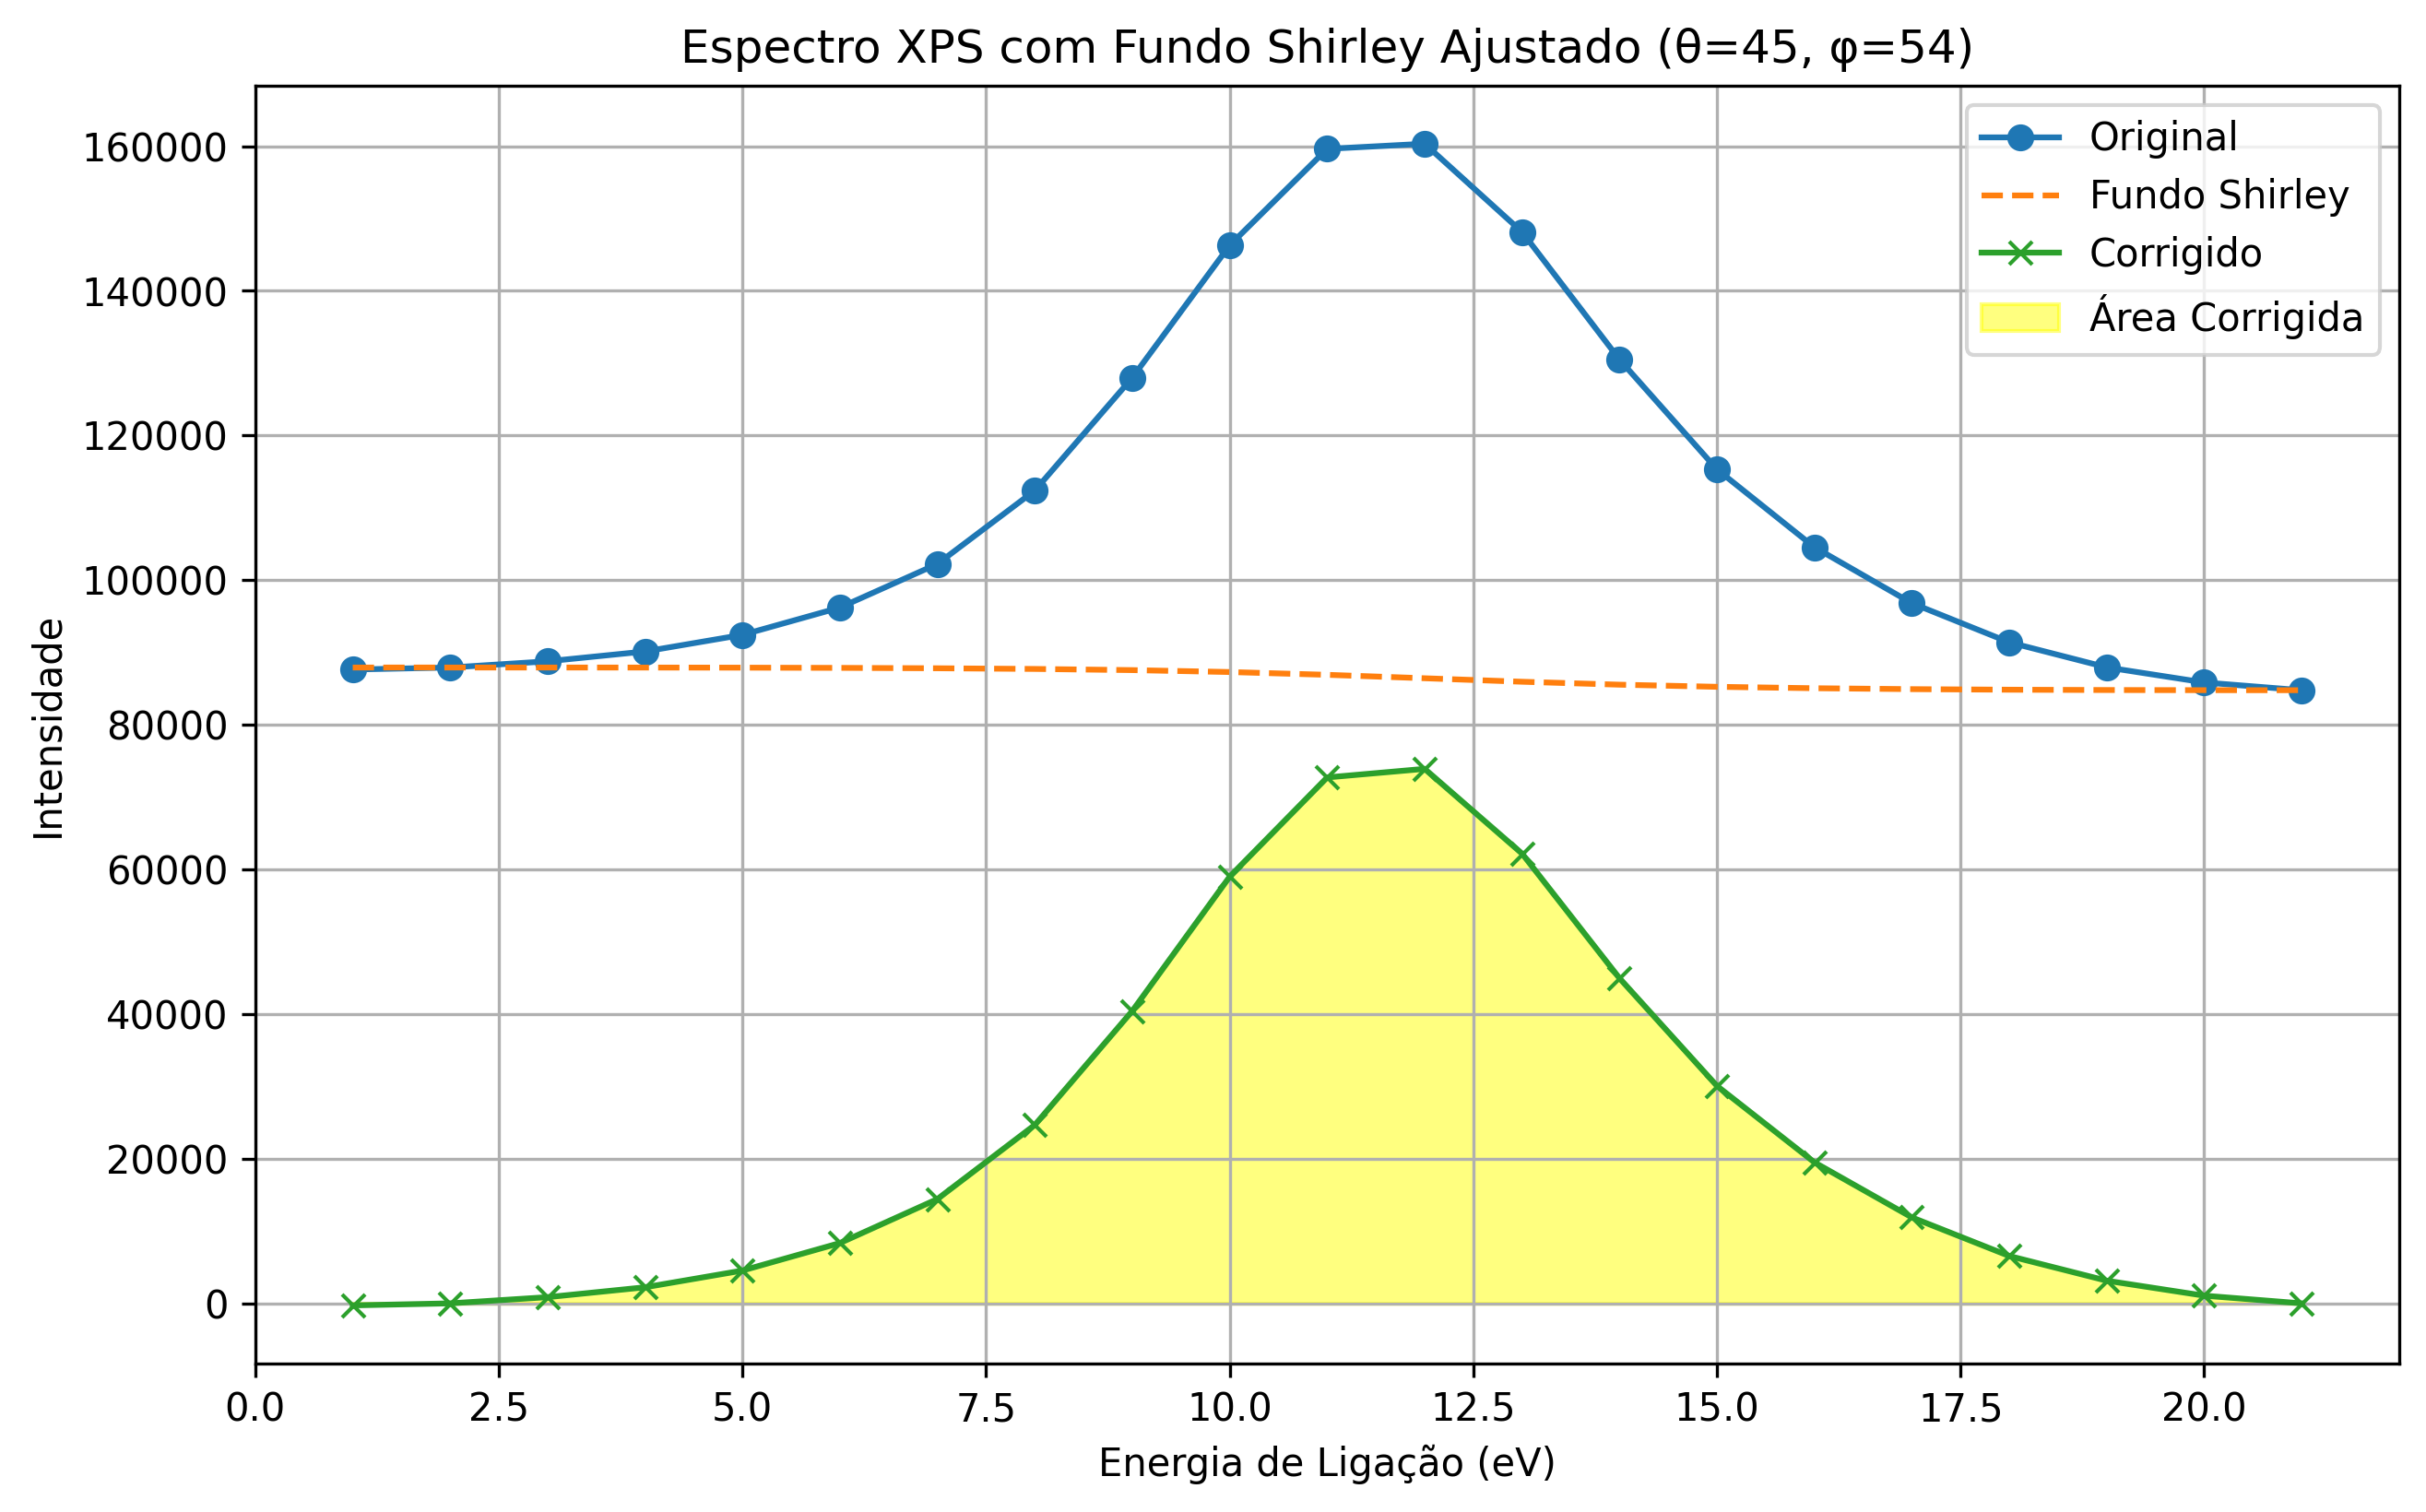 Espectro XPS com Fundo Shirley Ajustado (θ=45, φ=54)
Original
Fundo Shirley
Corrigido
Área Corrigida
Intensidade
160000
140000
120000
100000
80000
60000
40000
20000
0
0.0 2.5 5.0 7.5 10.0 12.5 15.0 17.5 20.0
Energia de Ligação (eV)